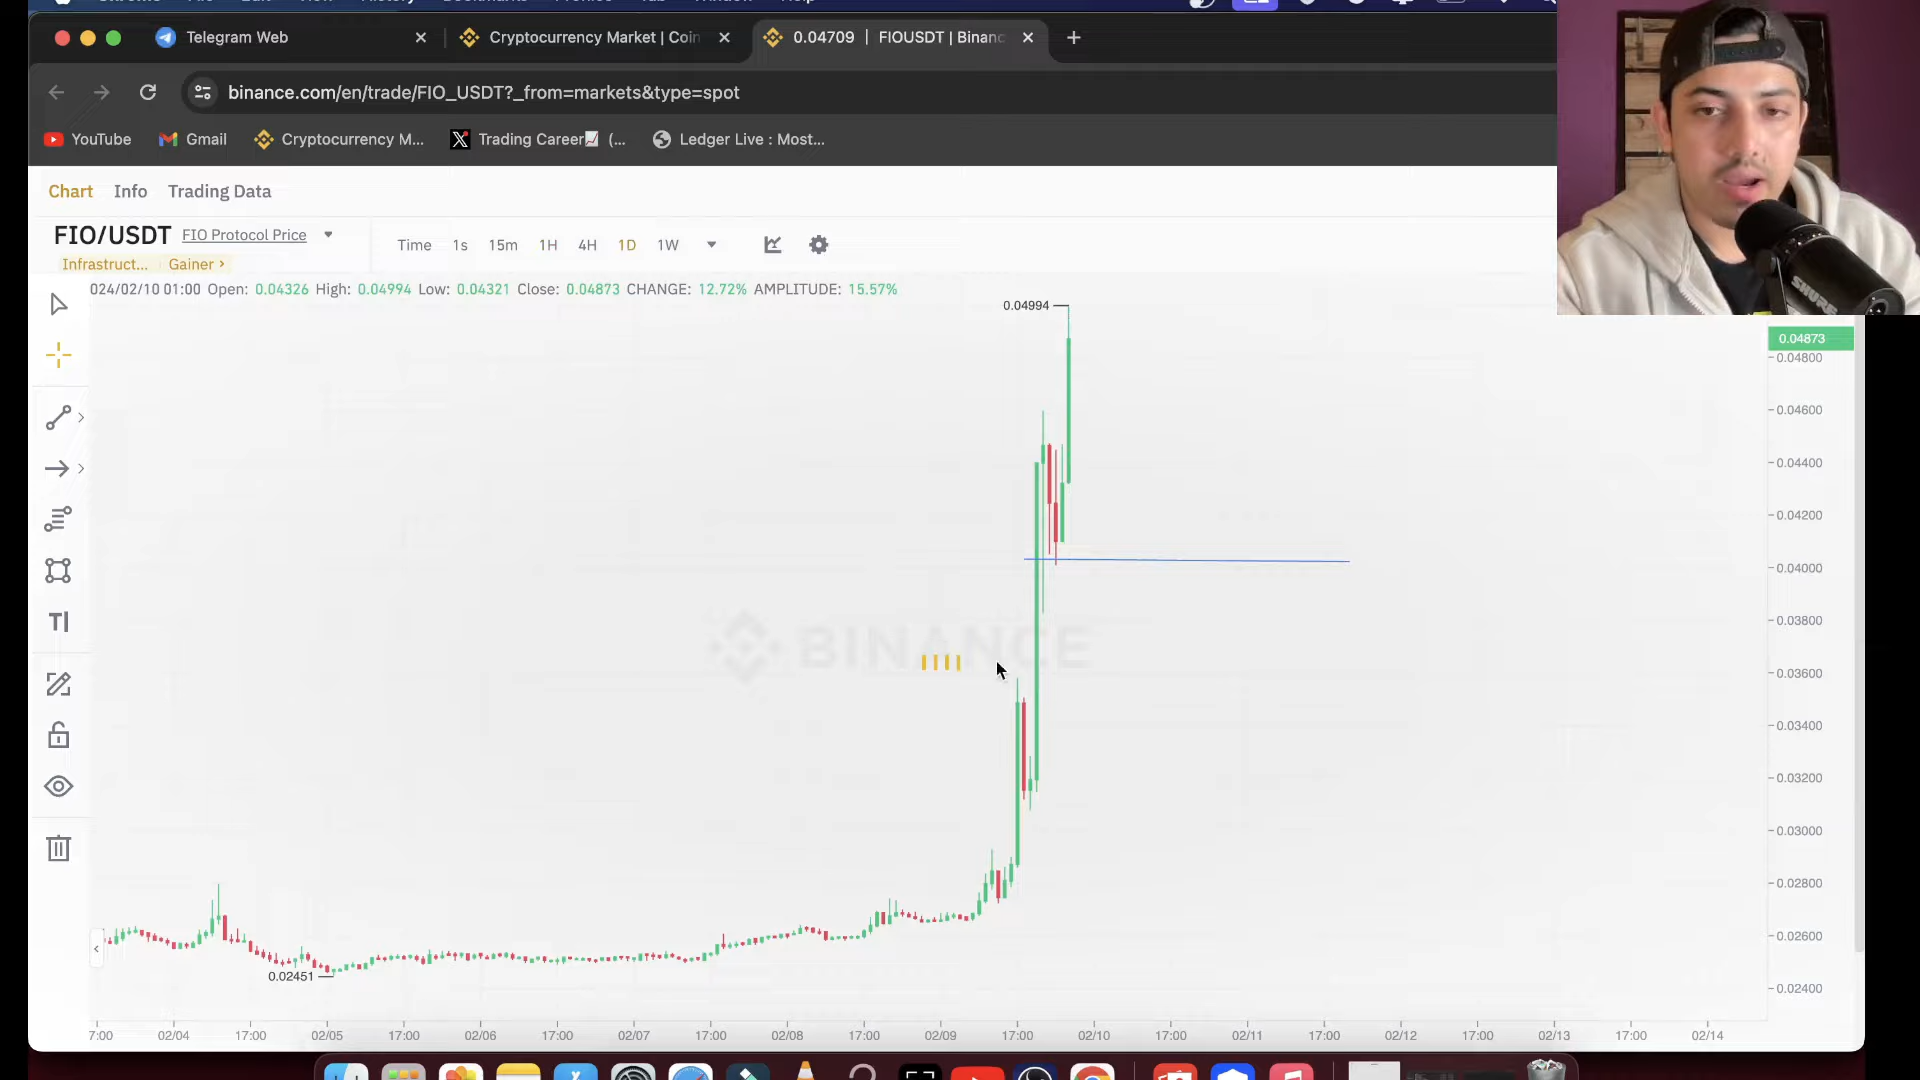 Telegram Web
Cryptocurrency Market | Coin
0.04709 | FIOUSDT | Binanc
binance.com/en/trade/FIO_USDT?_from=markets&type=spot
YouTube
Gmail
Cryptocurrency M...
Trading Career📈 (...
Ledger Live : Most...
Chart Info Trading Data
FIO/USDT FIO Protocol Price
Infrastruct... Gainer
Time 1s 15m 1H 4H 1D 1W
024/02/10 01:00 Open: 0.04326 High: 0.04994 Low: 0.04321 Close: 0.04873 CHANGE: 12.72% AMPLITUDE: 15.57%
0.04994
0.04873
0.04800
0.04600
0.04400
0.04200
0.04000
0.03800
0.03600
0.03400
0.03200
0.03000
0.02800
0.02600
0.02400
BINANCE
0.02451
7:00 02/04 17:00 02/05 17:00 02/06 17:00 02/07 17:00 02/08 17:00 02/09 17:00 02/10 17:00 02/11 17:00 02/12 17:00 02/13 17:00 02/14
SHURE